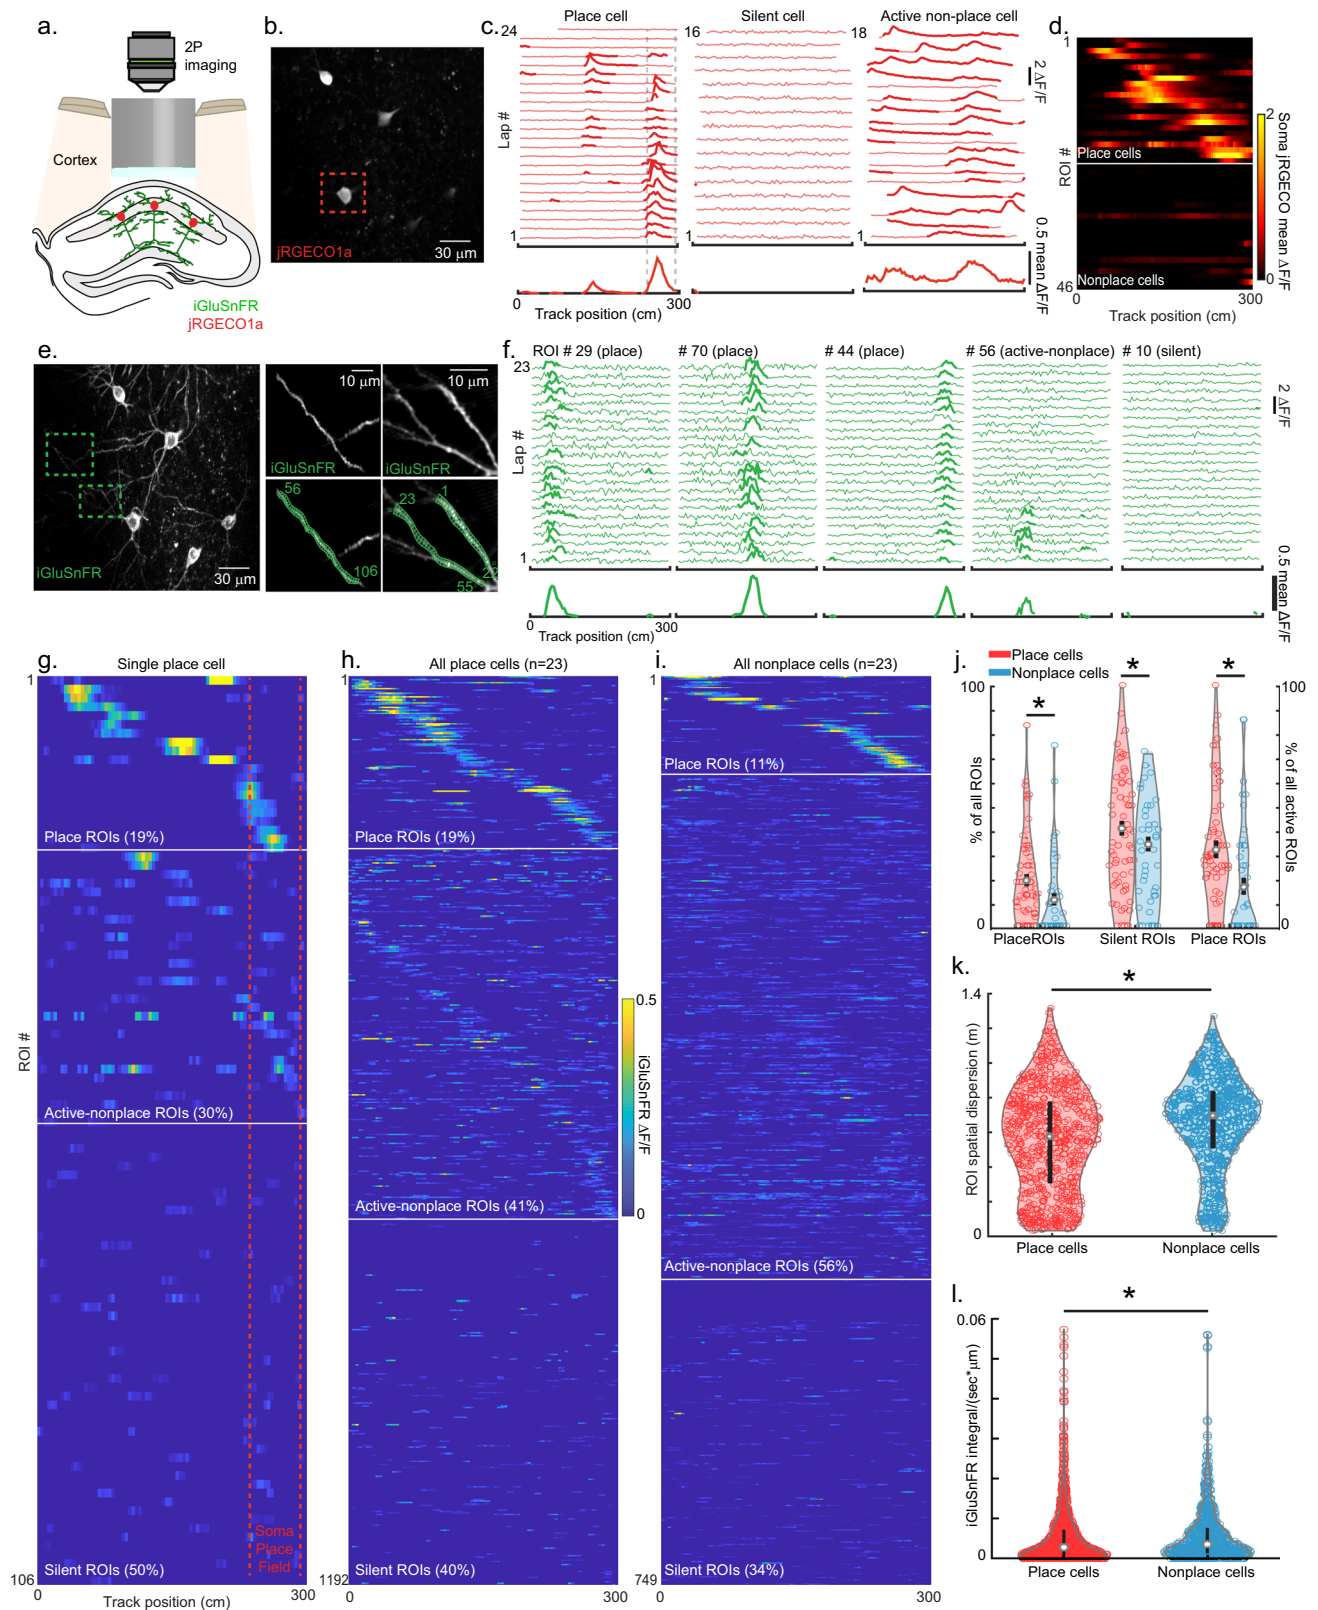 a.
2P
imaging
Cortex
iGluSnFR
jRGECO1a
b.
jRGECO1a
30 μm
c.
Place cell
Silent cell
Active non-place cell
24
16
18
Lap #
1
1
2 ΔF/F
0.5 mean ΔF/F
0
300
Track position (cm)
d.
1
Place cells
ROI #
Nonplace cells
46
0
300
Track position (cm)
2
0
Soma jRGECO mean ΔF/F
e.
iGluSnFR
30 μm
10 μm
10 μm
iGluSnFR
iGluSnFR
56
106
23
1
55
22
f.
ROI # 29 (place)
# 70 (place)
# 44 (place)
# 56 (active-nonplace)
# 10 (silent)
23
Lap #
1
2 ΔF/F
0.5 mean ΔF/F
0
300
Track position (cm)
g.
Single place cell
1
Place ROIs (19%)
ROI #
Active-nonplace ROIs (30%)
Soma
Place
Field
Silent ROIs (50%)
106
0
300
Track position (cm)
h.
All place cells (n=23)
1
Place ROIs (19%)
Active-nonplace ROIs (41%)
Silent ROIs (40%)
1192
0
300
0.5
iGluSnFR ΔF/F
0
i.
All nonplace cells (n=23)
1
Place ROIs (11%)
Active-nonplace ROIs (56%)
Silent ROIs (34%)
749
0
300
j.
Place cells
Nonplace cells
*
*
*
100
100
% of all ROIs
% of all active ROIs
0
0
PlaceROIs
Silent ROIs
Place ROIs
k.
*
1.4
ROI spatial dispersion (m)
0
Place cells
Nonplace cells
l.
*
0.06
iGluSnFR integral/(sec*μm)
0
Place cells
Nonplace cells